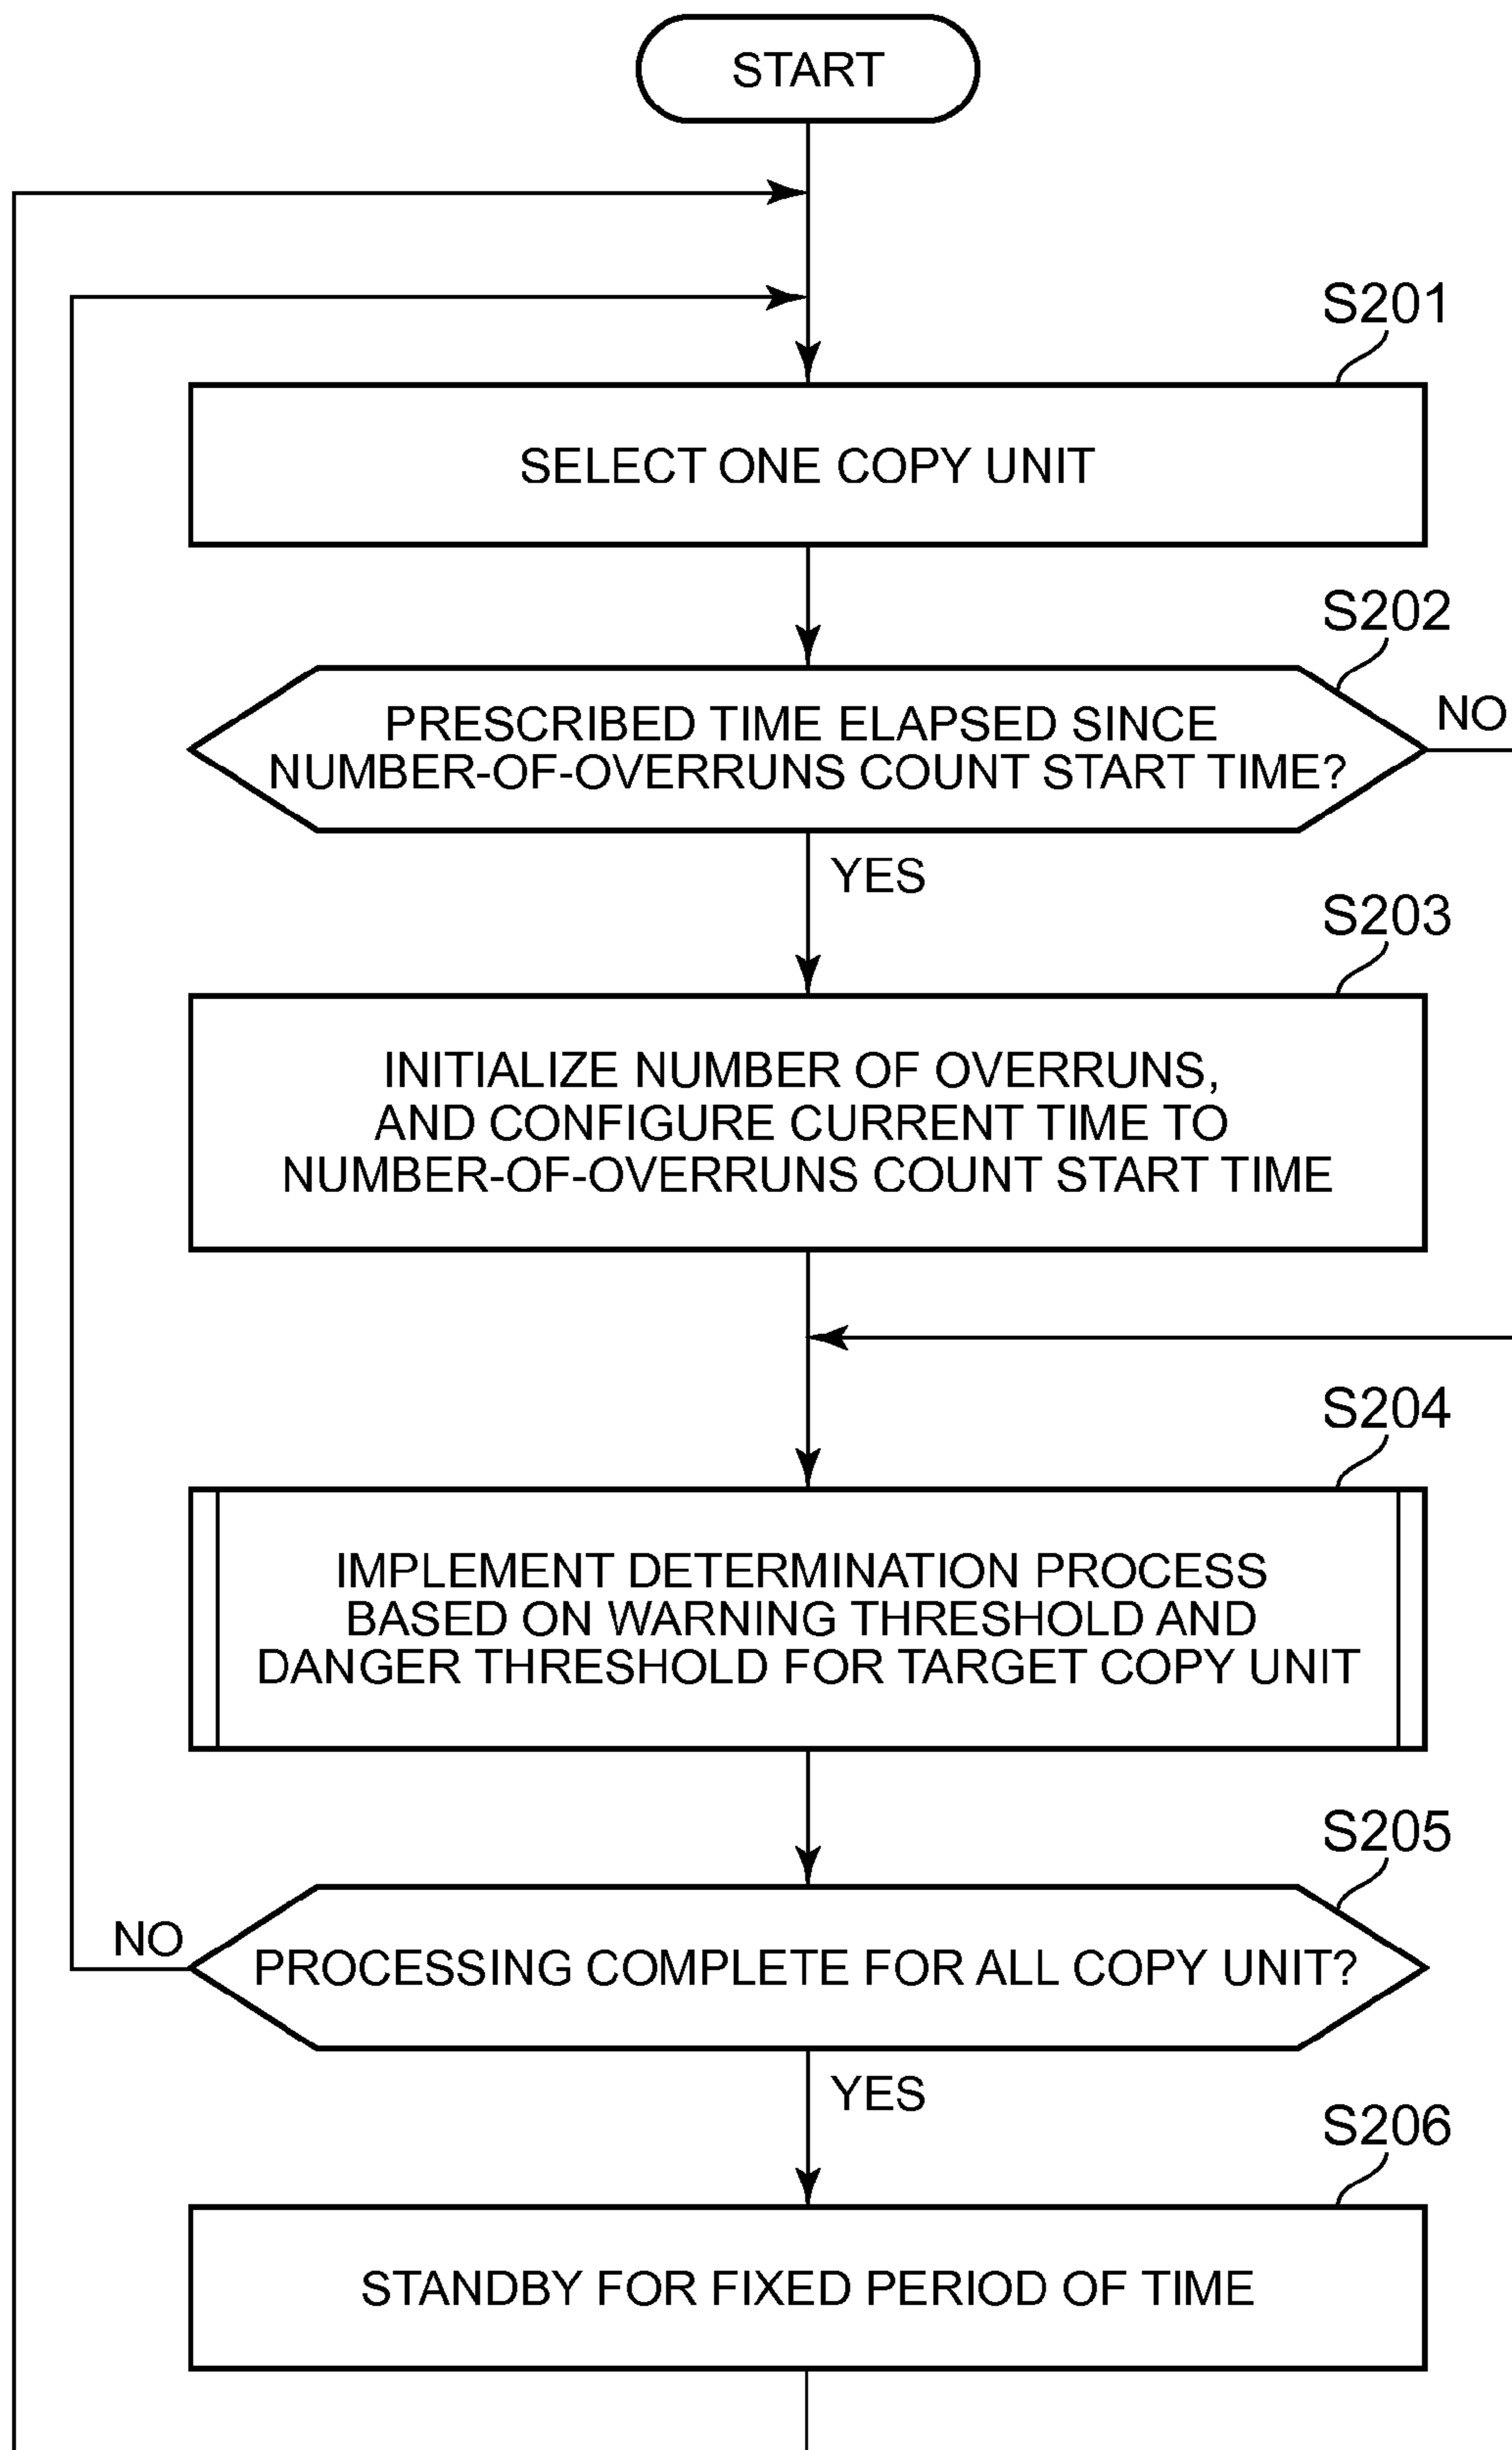 START
S201
SELECT ONE COPY UNIT
S202
PRESCRIBED TIME ELAPSED SINCE
NUMBER-OF-OVERRUNS COUNT START TIME?
NO
YES
S203
INITIALIZE NUMBER OF OVERRUNS,
AND CONFIGURE CURRENT TIME TO
NUMBER-OF-OVERRUNS COUNT START TIME
S204
IMPLEMENT DETERMINATION PROCESS
BASED ON WARNING THRESHOLD AND
DANGER THRESHOLD FOR TARGET COPY UNIT
S205
NO
PROCESSING COMPLETE FOR ALL COPY UNIT?
YES
S206
STANDBY FOR FIXED PERIOD OF TIME